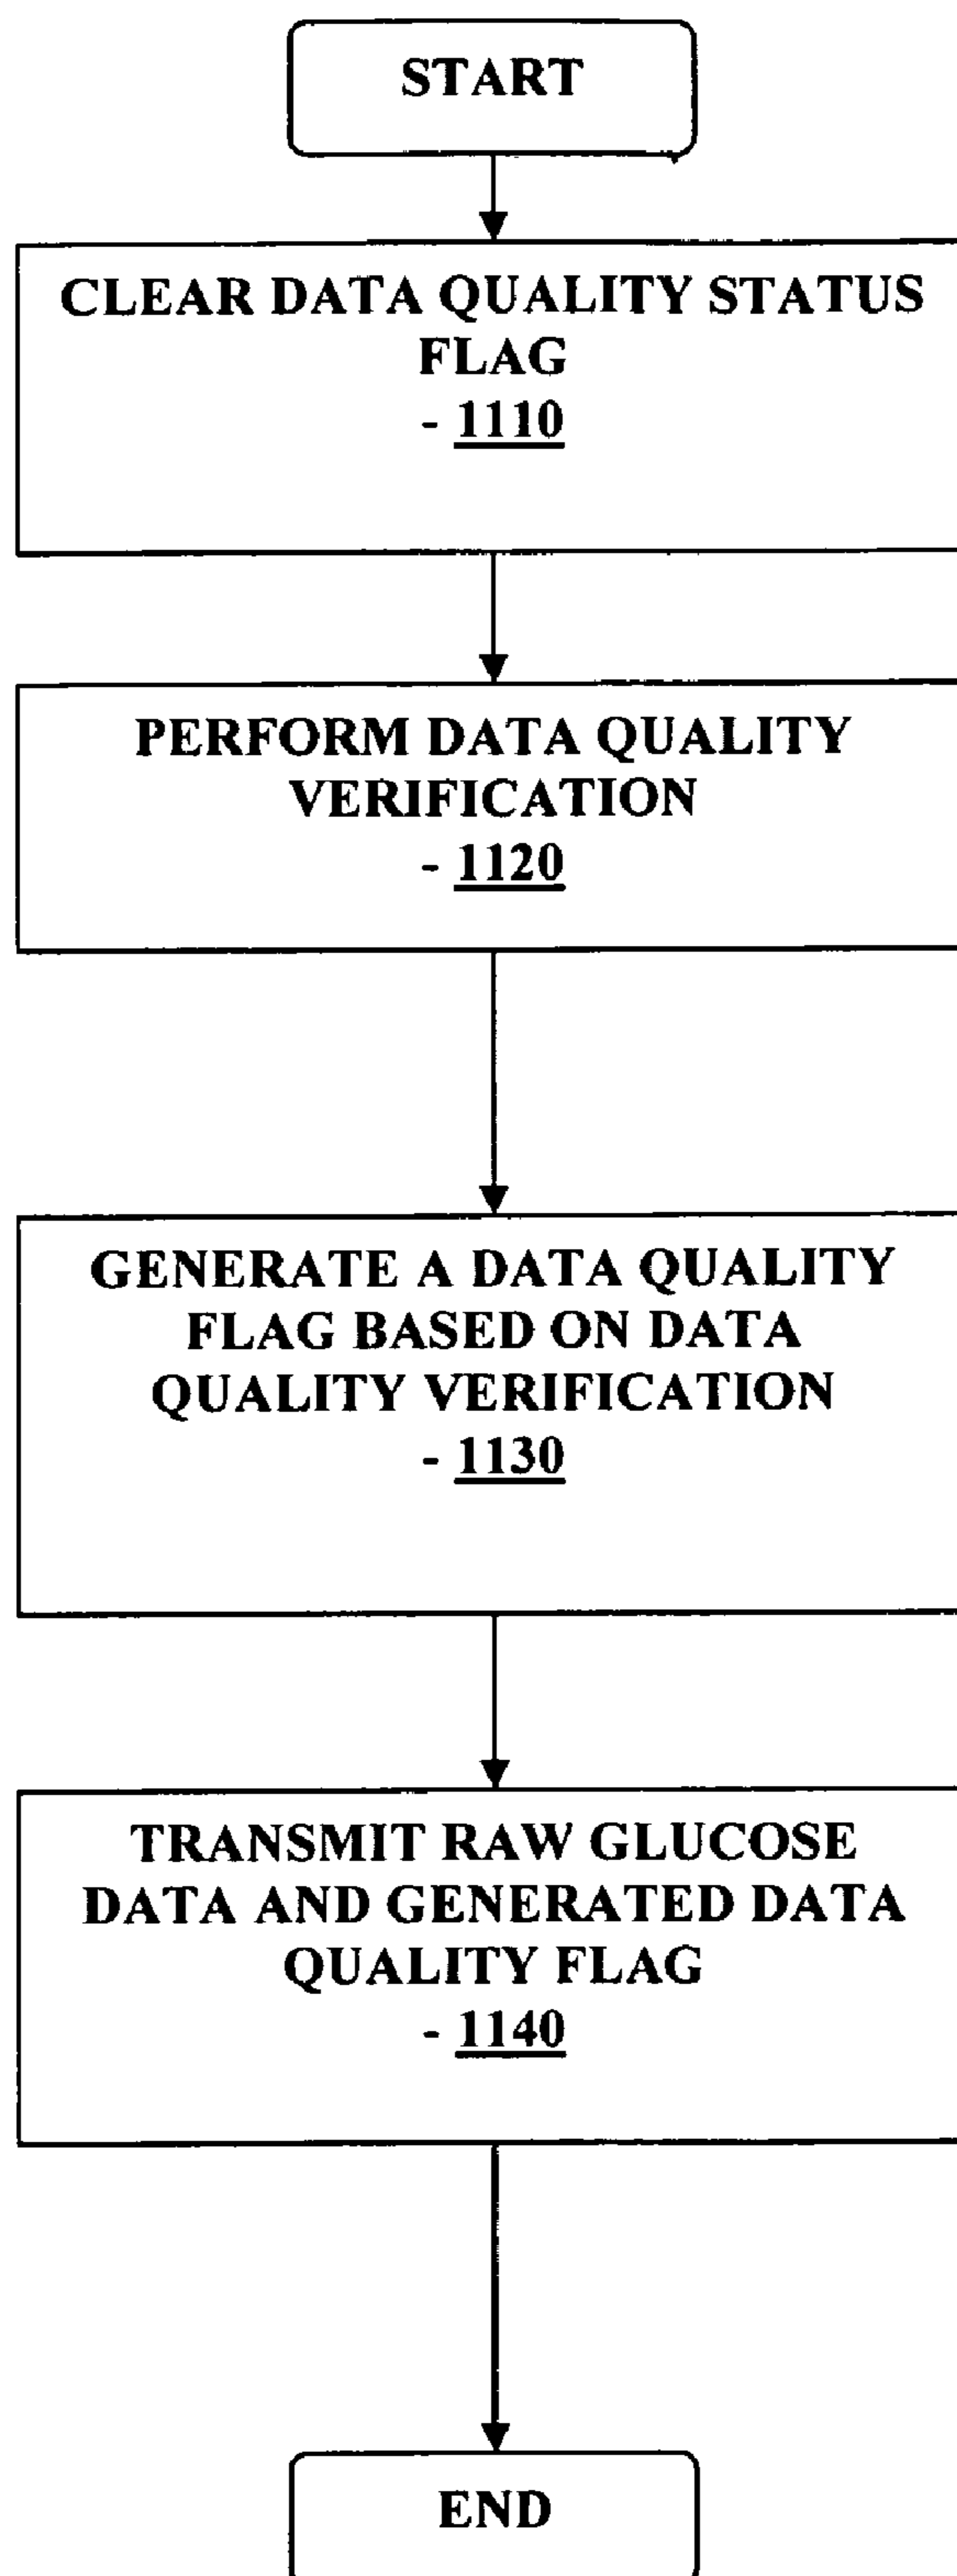 START
CLEAR DATA QUALITY STATUS
FLAG
- 1110
PERFORM DATA QUALITY
VERIFICATION
- 1120
GENERATE A DATA QUALITY
FLAG BASED ON DATA
QUALITY VERIFICATION
- 1130
TRANSMIT RAW GLUCOSE
DATA AND GENERATED DATA
QUALITY FLAG
- 1140
END